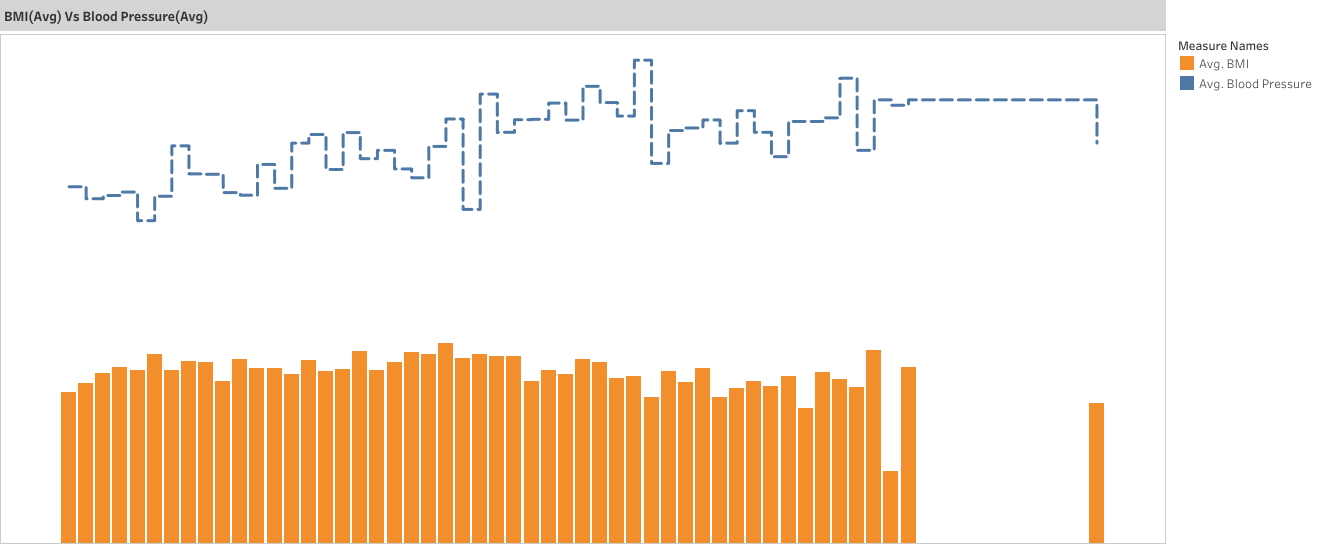 BMI(Avg) Vs Blood Pressure(Avg)
Measure Names
Avg. BMI
Avg. Blood Pressure